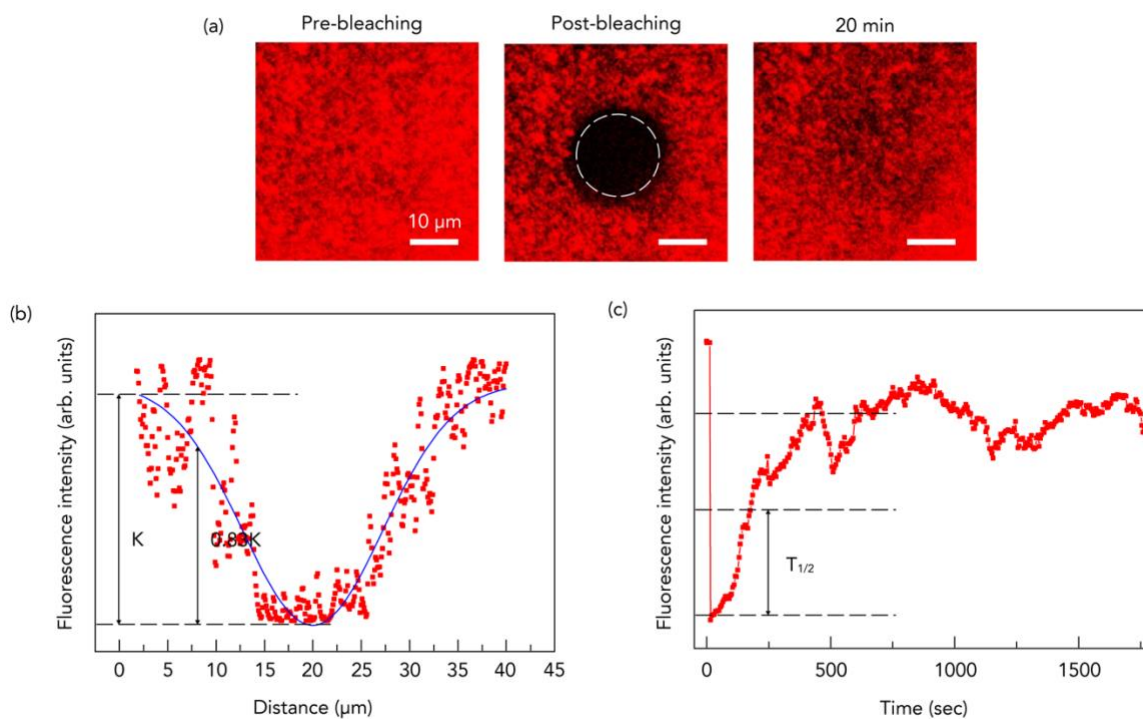 (a)
Pre-bleaching
Post-bleaching
20 min
10 μm
(b)
Fluorescence intensity (arb. units)
K
0.83K
0
5
10
15
20
25
30
35
40
45
Distance (μm)
(c)
Fluorescence intensity (arb. units)
T1/2
0
500
1000
1500
Time (sec)